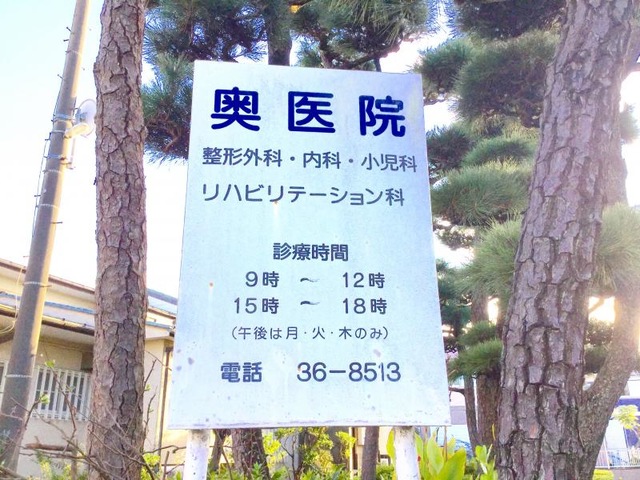 奥医院
整形外科・内科・小児科
リハビリテーション科
診療時間
9時 〜 12時
15時 〜 18時
(午後は月・火・木のみ)
電話 36-8513